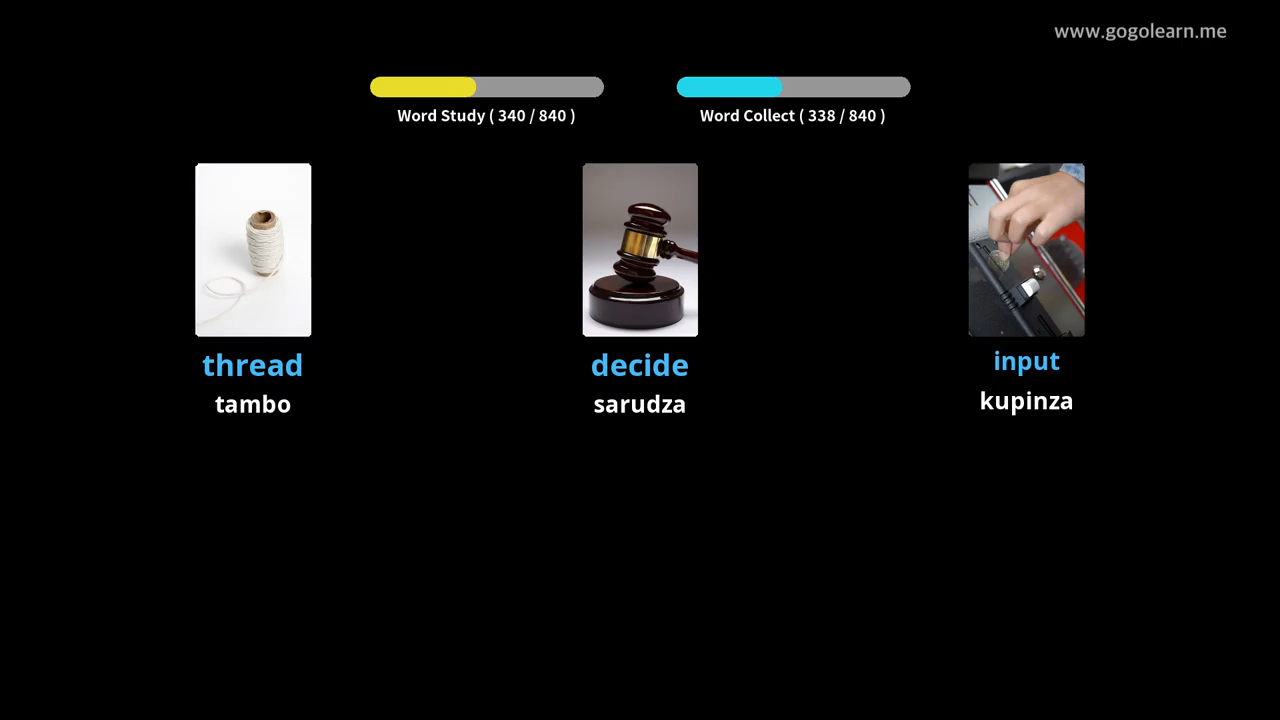 www.gogolearn.me
Word Study ( 340 / 840 )
Word Collect ( 338 / 840 )
thread
tambo
decide
sarudza
input
kupinza